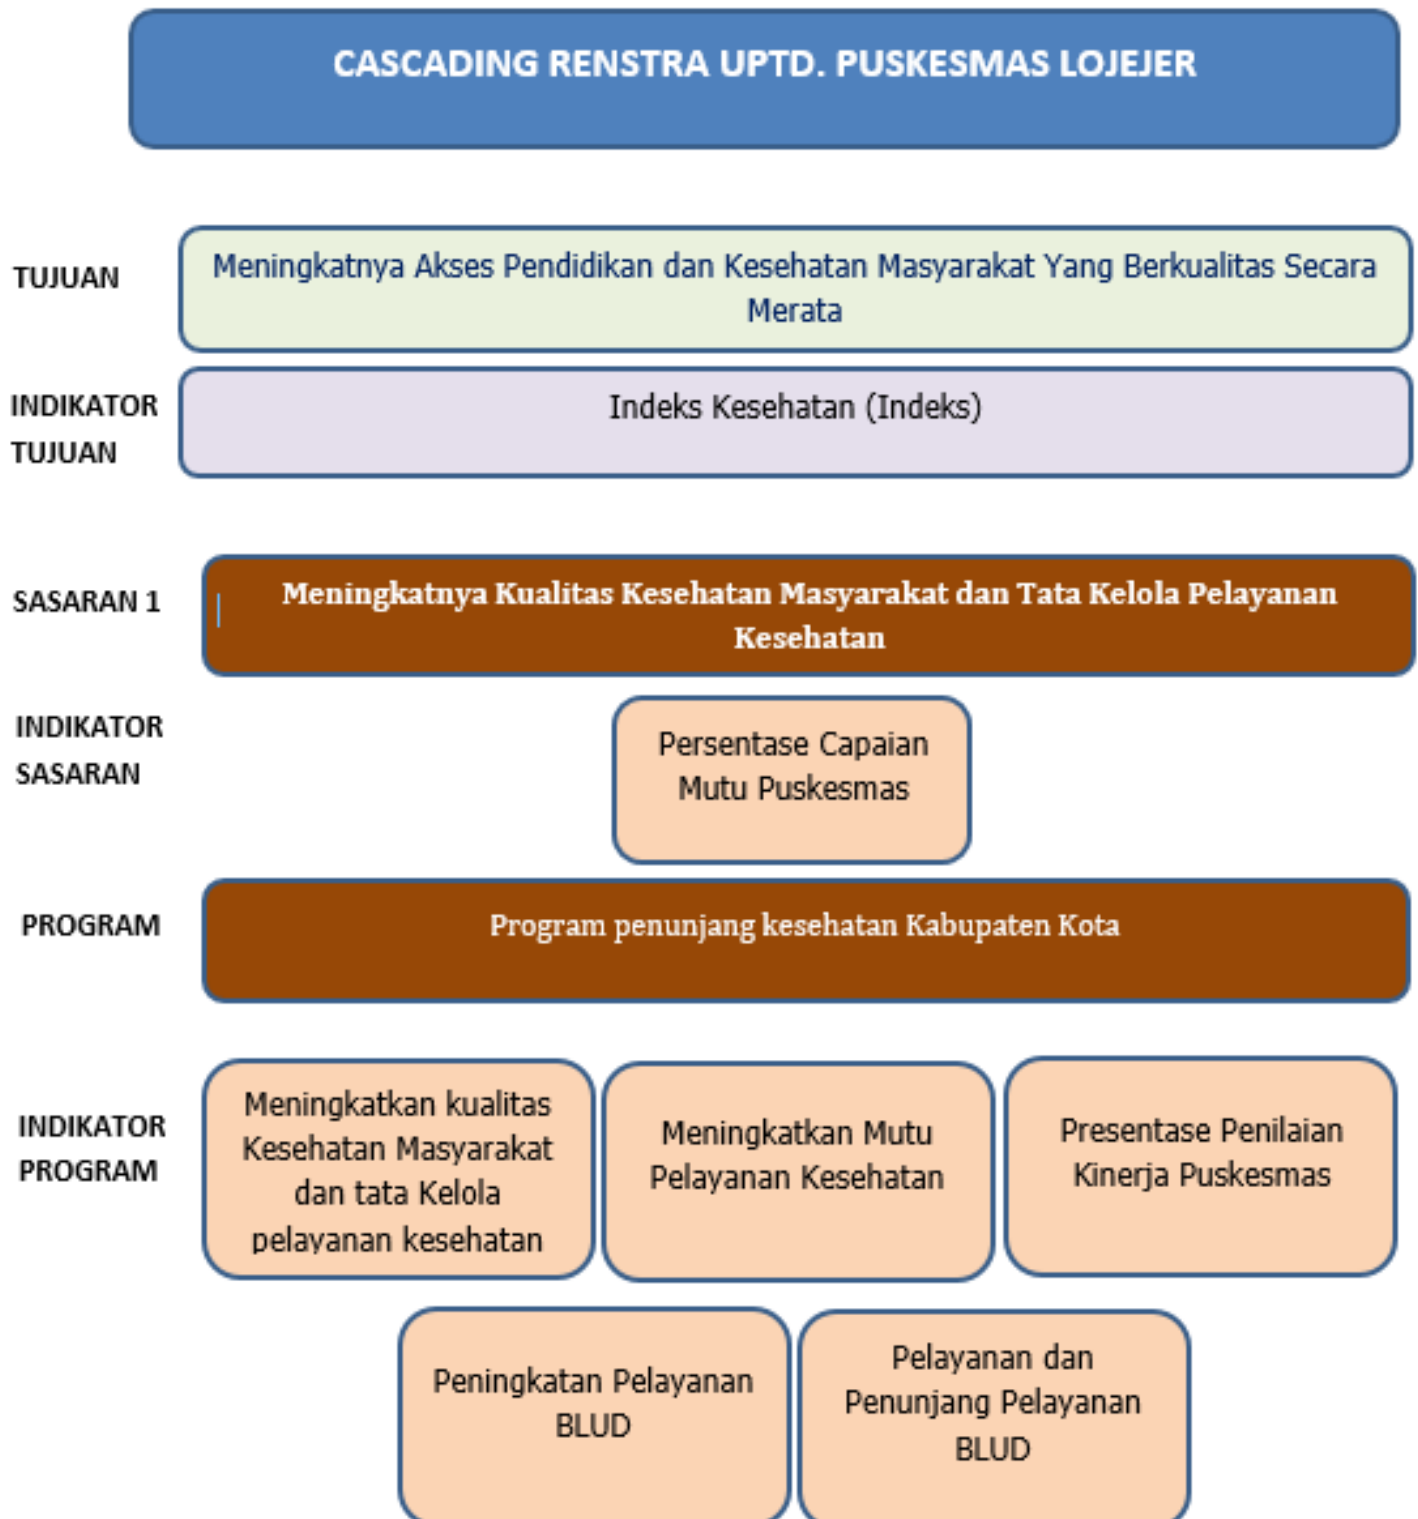 CASCADING RENSTRA UPTD. PUSKESMAS LOJEJER
TUJUAN
Meningkatnya Akses Pendidikan dan Kesehatan Masyarakat Yang Berkualitas Secara
Merata
INDIKATOR
TUJUAN
Indeks Kesehatan (Indeks)
SASARAN 1
Meningkatnya Kualitas Kesehatan Masyarakat dan Tata Kelola Pelayanan
Kesehatan
INDIKATOR
SASARAN
Persentase Capaian
Mutu Puskesmas
PROGRAM
Program penunjang kesehatan Kabupaten Kota
INDIKATOR
PROGRAM
Meningkatkan kualitas
Kesehatan Masyarakat
dan tata Kelola
pelayanan kesehatan
Meningkatkan Mutu
Pelayanan Kesehatan
Presentase Penilaian
Kinerja Puskesmas
Peningkatan Pelayanan
BLUD
Pelayanan dan
Penunjang Pelayanan
BLUD